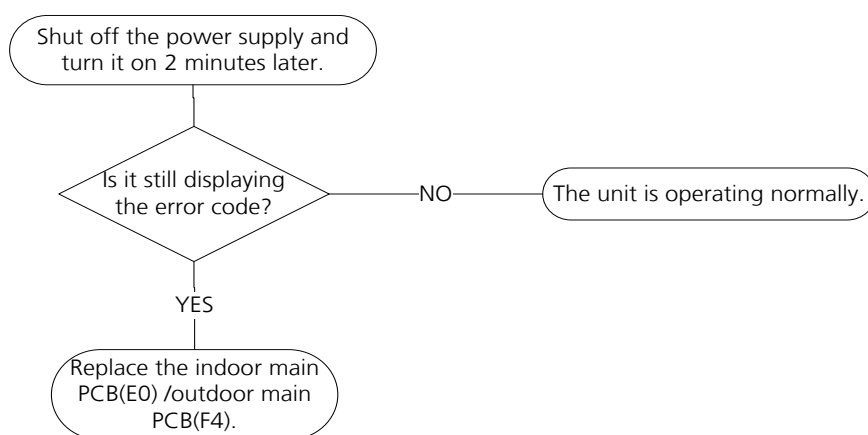 Shut off the power supply and
turn it on 2 minutes later.
Is it still displaying
the error code?
NO
The unit is operating normally.
YES
Replace the indoor main
PCB(E0) /outdoor main
PCB(F4).